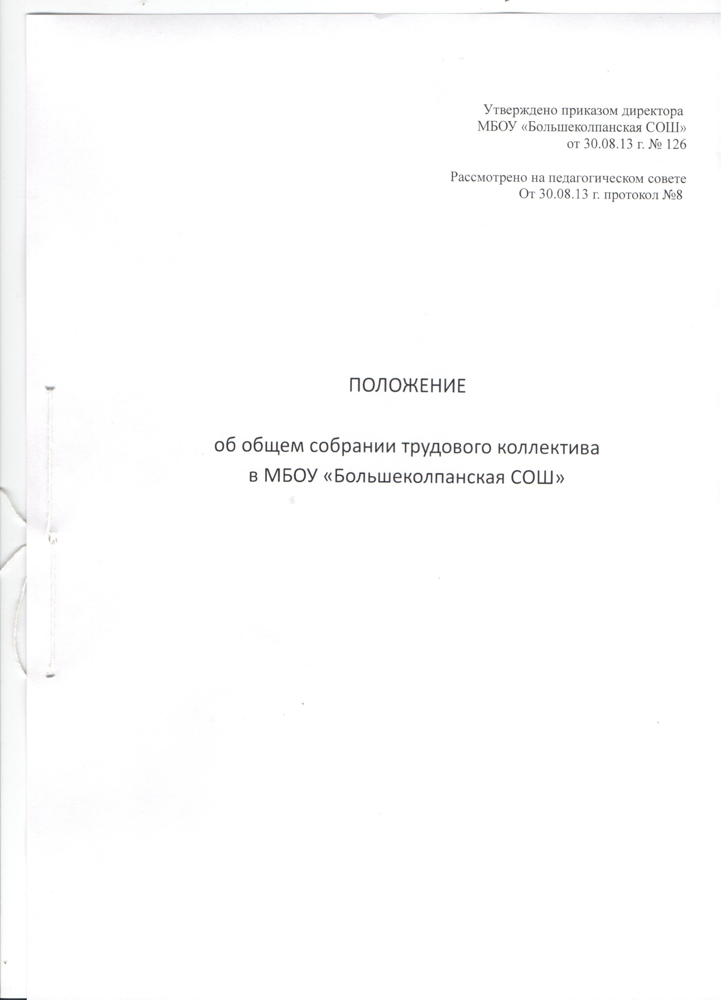 Утверждено приказом директора
МБОУ «Большеколпанская СОШ»
от 30.08.13 г. № 126
Рассмотрено на педагогическом совете
От 30.08.13 г. протокол №8
ПОЛОЖЕНИЕ
об общем собрании трудового коллектива
в МБОУ «Большеколпанская СОШ»